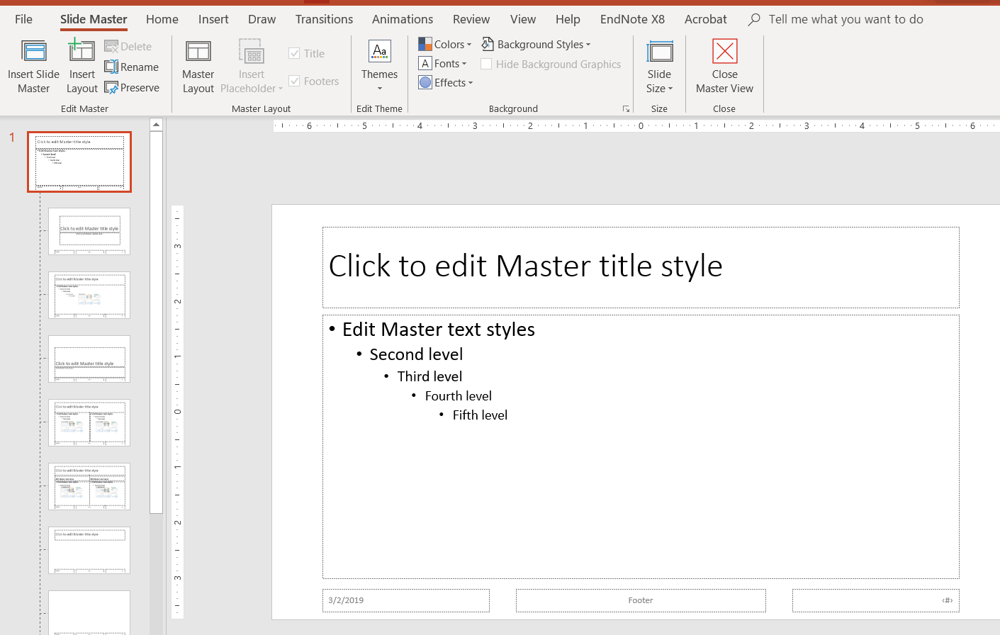 File Slide Master Home Insert Draw Transitions Animations Review View Help EndNote X8 Acrobat Tell me what you want to do
Insert Slide Master
Insert Layout
Delete
Rename
Preserve
Edit Master
Master Layout
Insert Placeholder
Title
Footers
Master Layout
Aa
Themes
Edit Theme
Colors
A Fonts
Effects
Background Styles
Hide Background Graphics
Background
Slide Size
Size
Close Master View
Close
6 5 4 3 2 1 0 1 2 3 4 5 6
3 2 1 0 1 2 3
1
Click to edit Master title style
Edit Master text styles
Second level
Click to edit Master title style
Click to edit Master title style
Click to edit Master title style
Click to edit Master title style
Click to edit Master title style
Click to edit Master title style
Click to edit Master title style
• Edit Master text styles
• Second level
• Third level
• Fourth level
• Fifth level
3/2/2019 Footer ‹#›